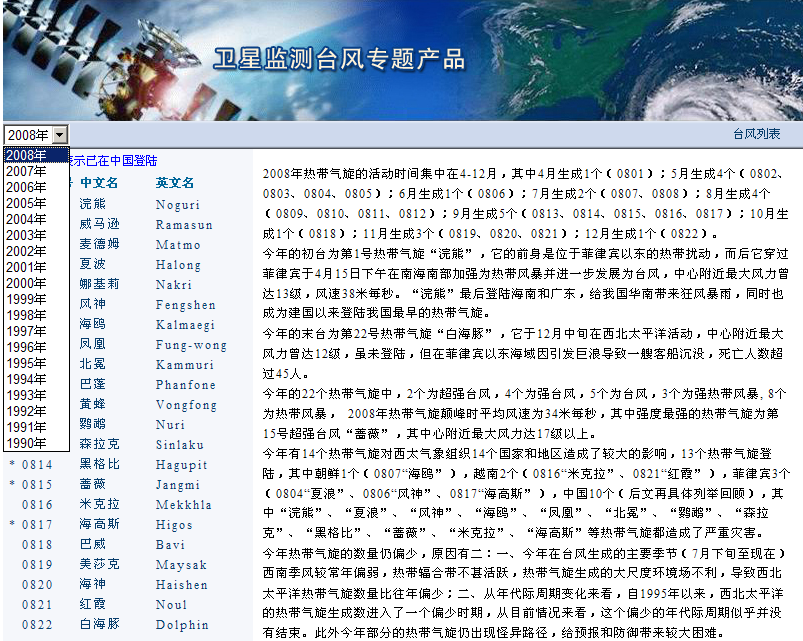 卫星监测台风专题产品
2008年
台风列表
2008年
2007年
2006年
2005年
2004年
2003年
2002年
2001年
2000年
1999年
1998年
1997年
1996年
1995年
1994年
1993年
1992年
1991年
1990年
表示已在中国登陆
中文名 英文名
浣熊 Noguri
威马逊 Ramasun
麦德姆 Matmo
夏波 Halong
娜基莉 Nakri
风神 Fengshen
海鸥 Kalmaegi
凤凰 Fung-wong
北冕 Kammuri
巴蓬 Phanfone
黄蜂 Vongfong
鹦鹉 Nuri
森拉克 Sinlaku
* 0814 黑格比 Hagupit
* 0815 蔷薇 Jangmi
0816 米克拉 Mekkhla
* 0817 海高斯 Higos
0818 巴威 Bavi
0819 美莎克 Maysak
0820 海神 Haishen
0821 红霞 Noul
0822 白海豚 Dolphin
2008年热带气旋的活动时间集中在4-12月，其中4月生成1个（0801）；5月生成4个（0802、
0803、0804、0805）；6月生成1个（0806）；7月生成2个（0807、0808）；8月生成4个
（0809、0810、0811、0812）；9月生成5个（0813、0814、0815、0816、0817）；10月生
成1个（0818）；11月生成3个（0819、0820、0821）；12月生成1个（0822）。
今年的初台为第1号热带气旋“浣熊”，它的前身是位于菲律宾以东的热带扰动，而后它穿过
菲律宾于4月15日下午在南海南部加强为热带风暴并进一步发展为台风，中心附近最大风力曾
达13级，风速38米每秒。“浣熊”最后登陆海南和广东，给我国华南带来狂风暴雨，同时也
成为建国以来登陆我国最早的热带气旋。
今年的末台为第22号热带气旋“白海豚”，它于12月中旬在西北太平洋活动，中心附近最大
风力曾达12级，虽未登陆，但在菲律宾以东海域因引发巨浪导致一艘客船沉没，死亡人数超
过45人。
今年的22个热带气旋中，2个为超强台风，4个为强台风，5个为台风，3个为强热带风暴，8个
为热带风暴， 2008年热带气旋颠峰时平均风速为34米每秒，其中强度最强的热带气旋为第
15号超强台风“蔷薇”，其中心附近最大风力达17级以上。
今年有14个热带气旋对西太气象组织14个国家和地区造成了较大的影响，13个热带气旋登
陆，其中朝鲜1个（0807“海鸥”），越南2个（0816“米克拉”、0821“红霞”），菲律宾3个
（0804“夏浪”、0806“风神”、0817“海高斯”），中国10个（后文再具体列举回顾），其
中“浣熊”、“夏浪”、“风神”、“海鸥”、“凤凰”、“北冕”、“鹦鹉”、“森拉
克”、“黑格比”、“蔷薇”、“米克拉”、“海高斯”等热带气旋都造成了严重灾害。
今年热带气旋的数量仍偏少，原因有二：一、今年在台风生成的主要季节（7月下旬至现在）
西南季风较常年偏弱，热带辐合带不甚活跃，热带气旋生成的大尺度环境场不利，导致西北
太平洋热带气旋数量比往年偏少；二、从年代际周期变化来看，自1995年以来，西北太平洋
的热带气旋生成数进入了一个偏少时期，从目前情况来看，这个偏少的年代际周期似乎并没
有结束。此外今年部分的热带气旋仍出现怪异路径，给预报和防御带来较大困难。